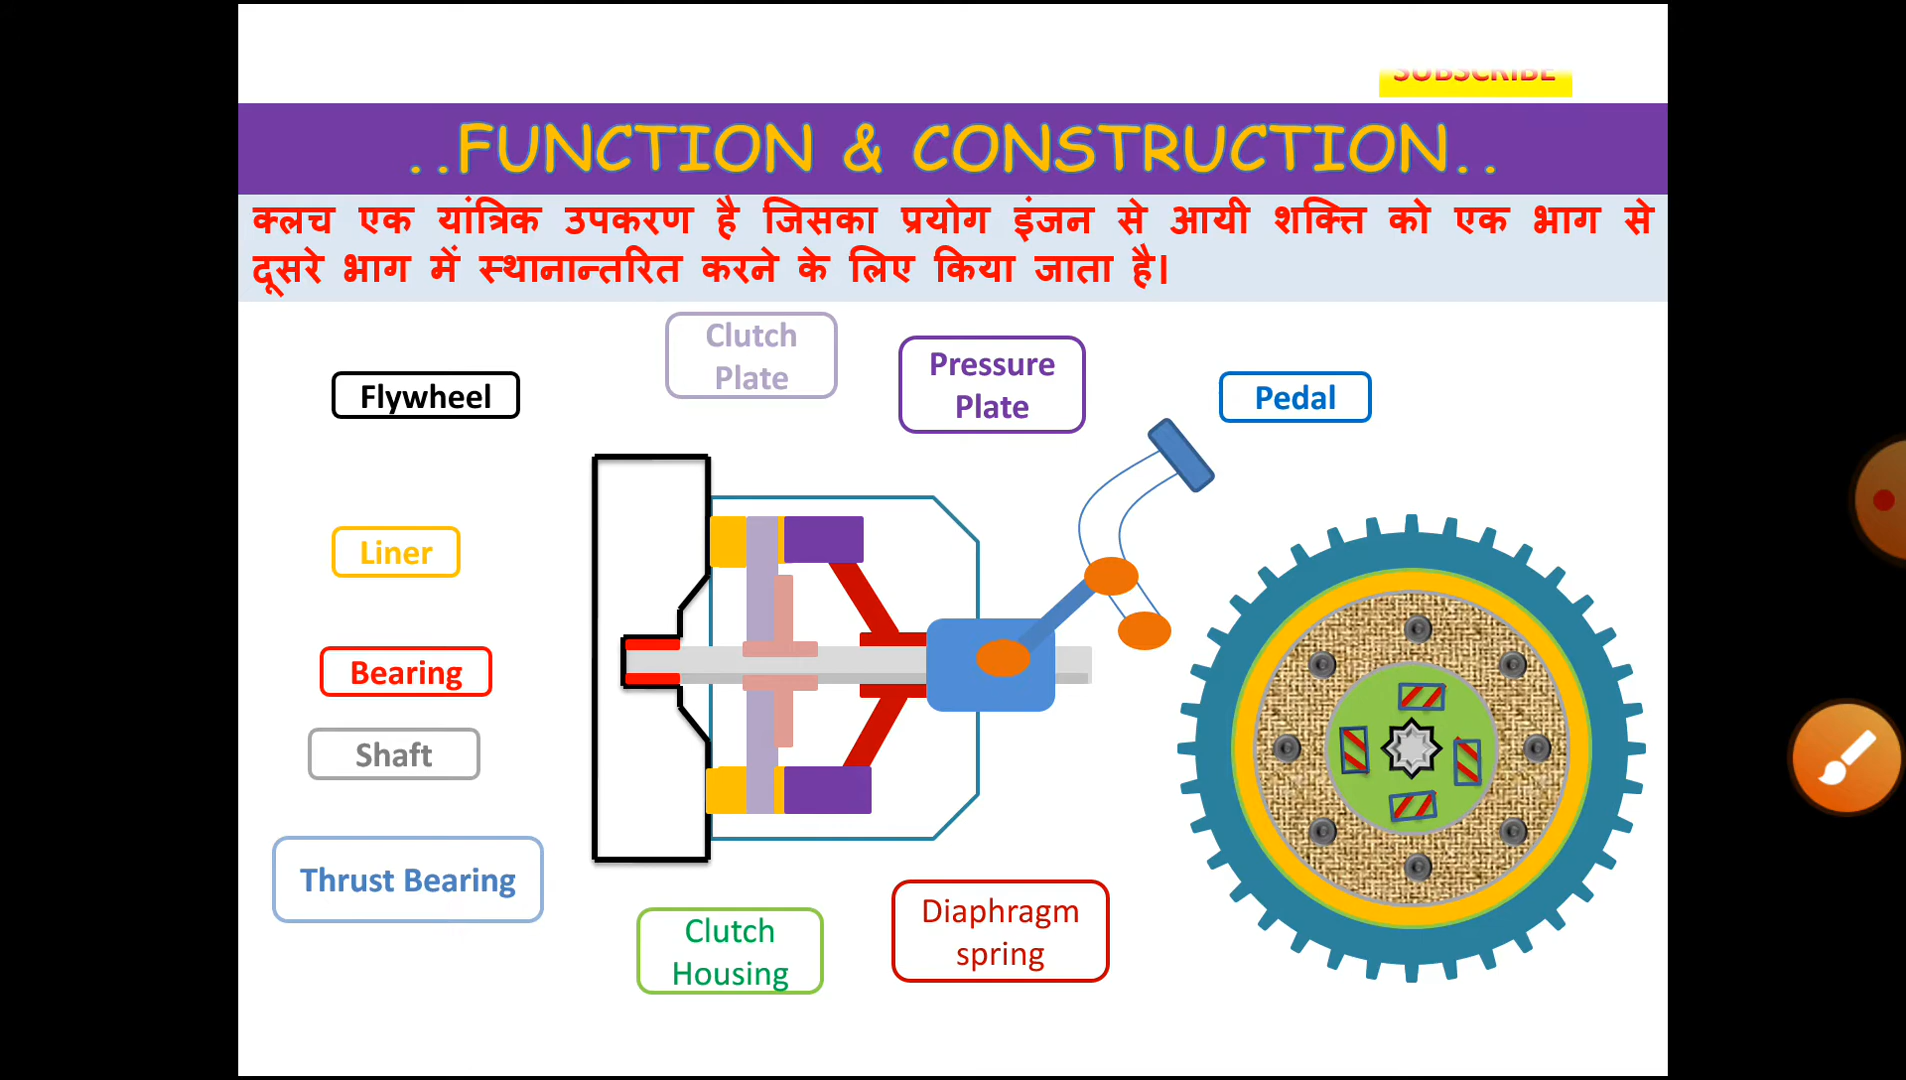 SUBSCRIBE
..FUNCTION & CONSTRUCTION..
क्लच एक यांत्रिक उपकरण है जिसका प्रयोग इंजन से आयी शक्ति को एक भाग से
दूसरे भाग में स्थानान्तरित करने के लिए किया जाता है।
Clutch
Plate
Pressure
Plate
Flywheel
Pedal
Liner
Bearing
Shaft
Thrust Bearing
Clutch
Housing
Diaphragm
spring